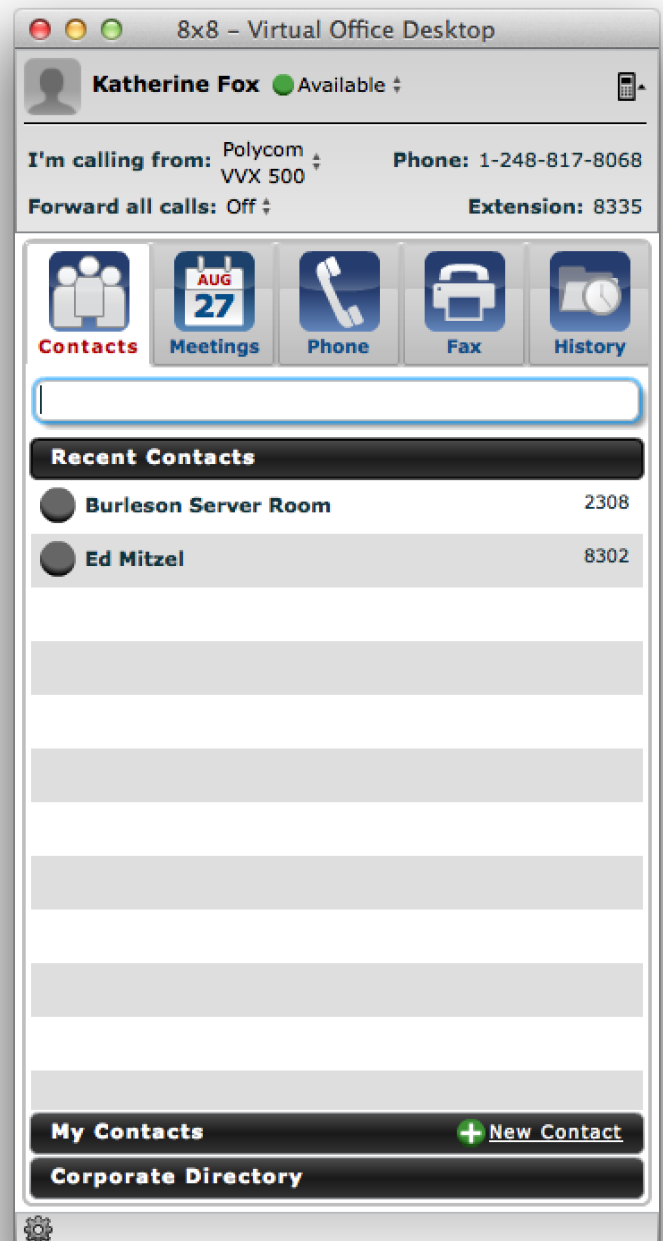 8x8 – Virtual Office Desktop
Katherine Fox Available
I'm calling from: Polycom VVX 500 Phone: 1-248-817-8068
Forward all calls: Off Extension: 8335
AUG
27
Contacts Meetings Phone Fax History
Recent Contacts
Burleson Server Room 2308
Ed Mitzel 8302
My Contacts New Contact
Corporate Directory